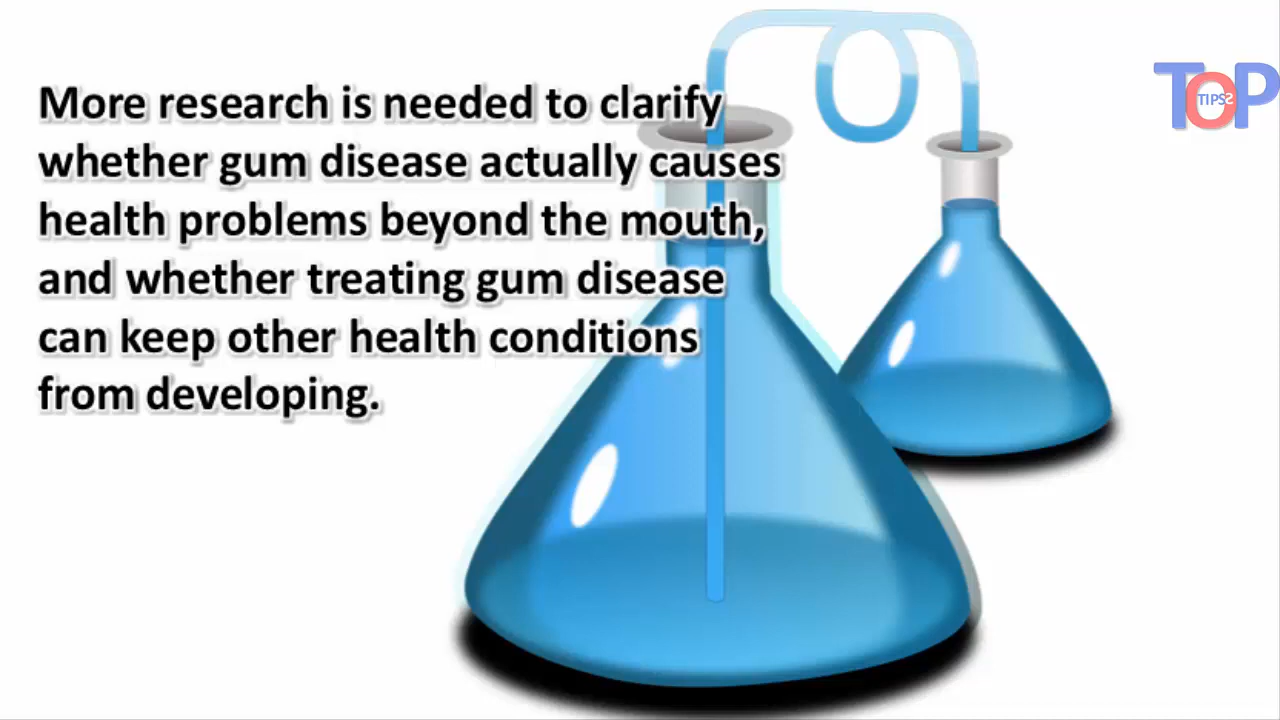 More research is needed to clarify
whether gum disease actually causes
health problems beyond the mouth,
and whether treating gum disease
can keep other health conditions
from developing.
TOP
TIPS2